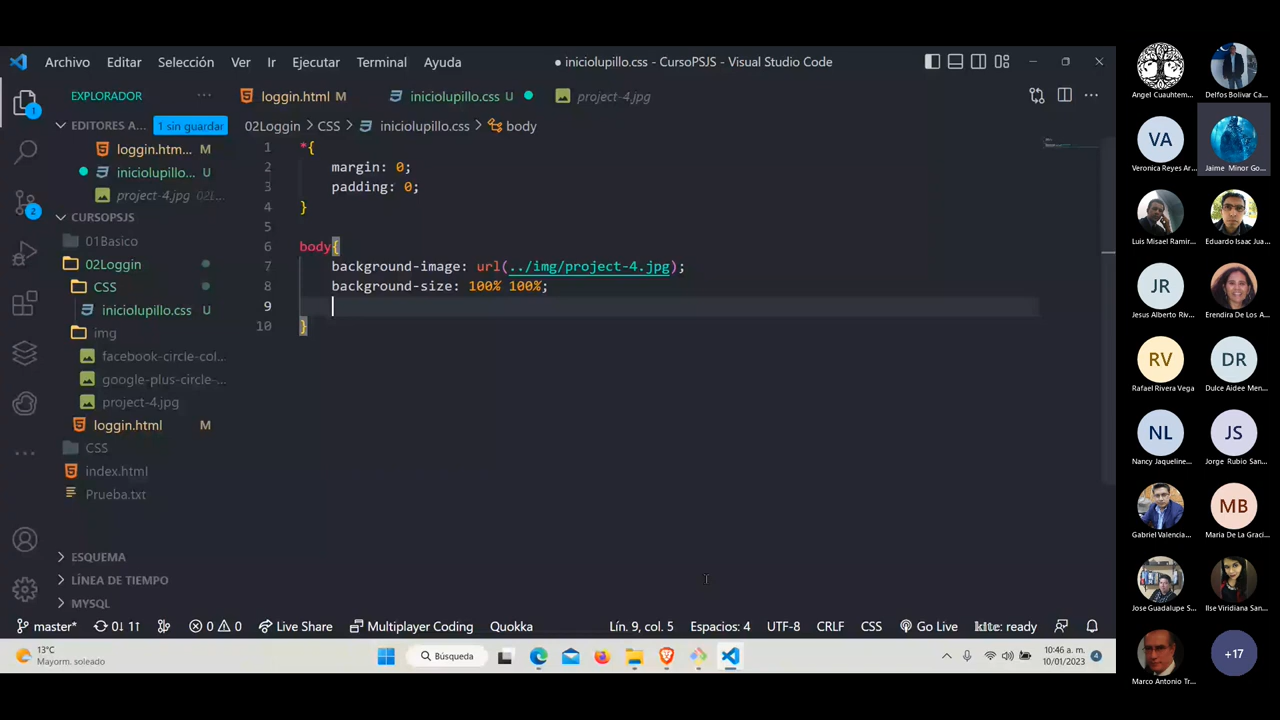 Archivo Editar Selección Ver Ir Ejecutar Terminal Ayuda
● iniciolupillo.css - CursoPSJS - Visual Studio Code
EXPLORADOR
loggin.html M
iniciolupillo.css U
project-4.jpg
EDITORES A...
1 sin guardar
02Loggin > CSS > iniciolupillo.css > body
loggin.htm... M
iniciolupillo... U
project-4.jpg 02L...
CURSOPSJS
01Basico
02Loggin
CSS
iniciolupillo.css U
img
facebook-circle-col...
google-plus-circle-...
project-4.jpg
loggin.html M
CSS
index.html
Prueba.txt
ESQUEMA
LÍNEA DE TIEMPO
MYSQL
1 *{
2 margin: 0;
3 padding: 0;
4 }
5
6 body{
7 background-image: url(../img/project-4.jpg);
8 background-size: 100% 100%;
9
10 }
1
2
master* 0↓ 1↑ 0 0 Live Share Multiplayer Coding Quokka Lín. 9, col. 5 Espacios: 4 UTF-8 CRLF CSS Go Live kite: ready
13°C
Mayorm. soleado
Búsqueda
10:46 a. m.
10/01/2023
4
Angel Cuauhtem...
Delfos Bolivar Ca...
VA
Veronica Reyes Ar...
Jaime Minor Go...
Luis Misael Ramir...
Eduardo Isaac Jua...
JR
Jesus Alberto Riv...
Erendira De Los A...
RV
Rafael Rivera Vega
DR
Dulce Aidee Men...
NL
Nancy Jaqueline...
JS
Jorge Rubio San...
Gabriel Valencia...
MB
Maria De La Graci...
Jose Guadalupe S...
Ilse Viridiana San...
Marco Antonio Tr...
+17